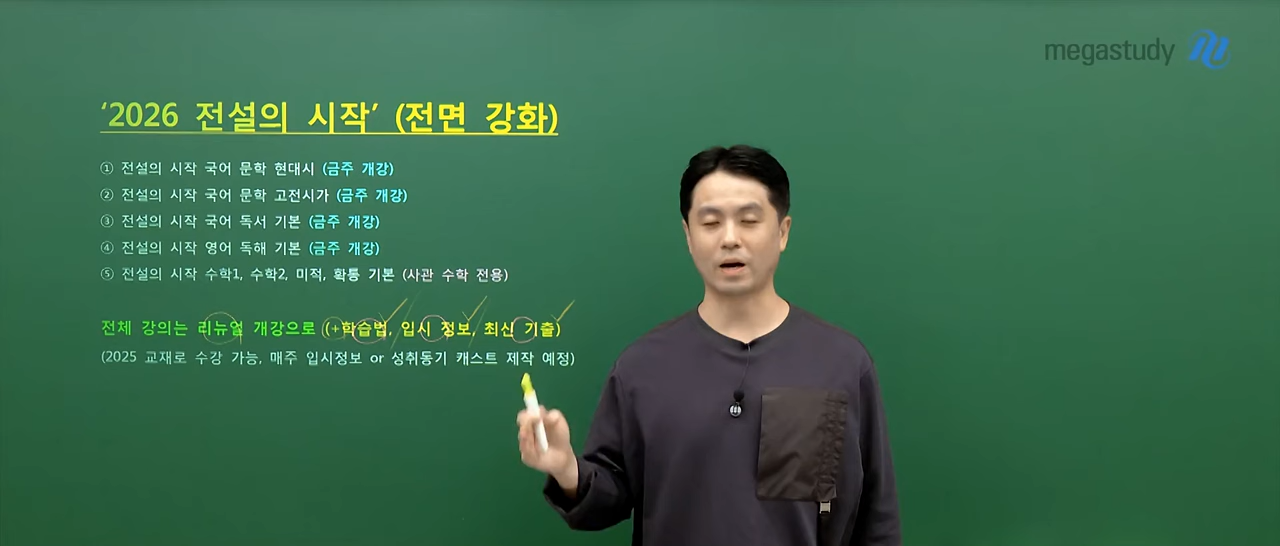 megastudy
‘2026 전설의 시작’ (전면 강화)
① 전설의 시작 국어 문학 현대시 (금주 개강)
② 전설의 시작 국어 문학 고전시가 (금주 개강)
③ 전설의 시작 국어 독서 기본 (금주 개강)
④ 전설의 시작 영어 독해 기본 (금주 개강)
⑤ 전설의 시작 수학1, 수학2, 미적, 확통 기본 (사관 수학 전용)
전체 강의는 리뉴얼 개강으로 (+학습법, 입시 정보, 최신 기출)
(2025 교재로 수강 가능, 매주 입시정보 or 성취동기 캐스트 제작 예정)